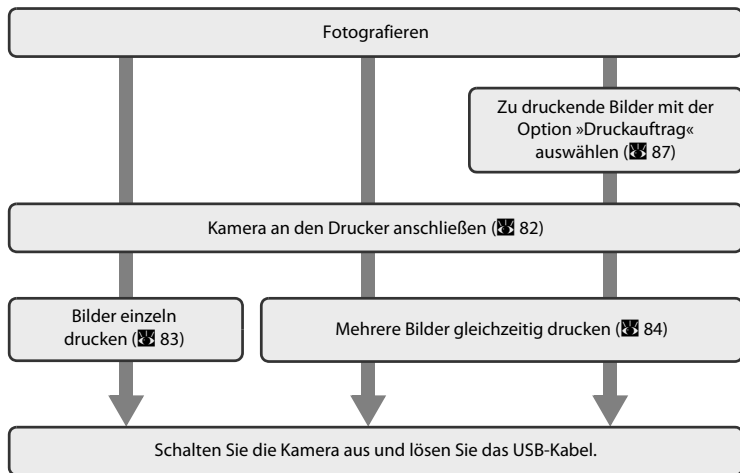 Fotografieren
Zu druckende Bilder mit der
Option »Druckauftrag«
auswählen ( 87)
Kamera an den Drucker anschließen ( 82)
Bilder einzeln
drucken ( 83)
Mehrere Bilder gleichzeitig drucken ( 84)
Schalten Sie die Kamera aus und lösen Sie das USB-Kabel.